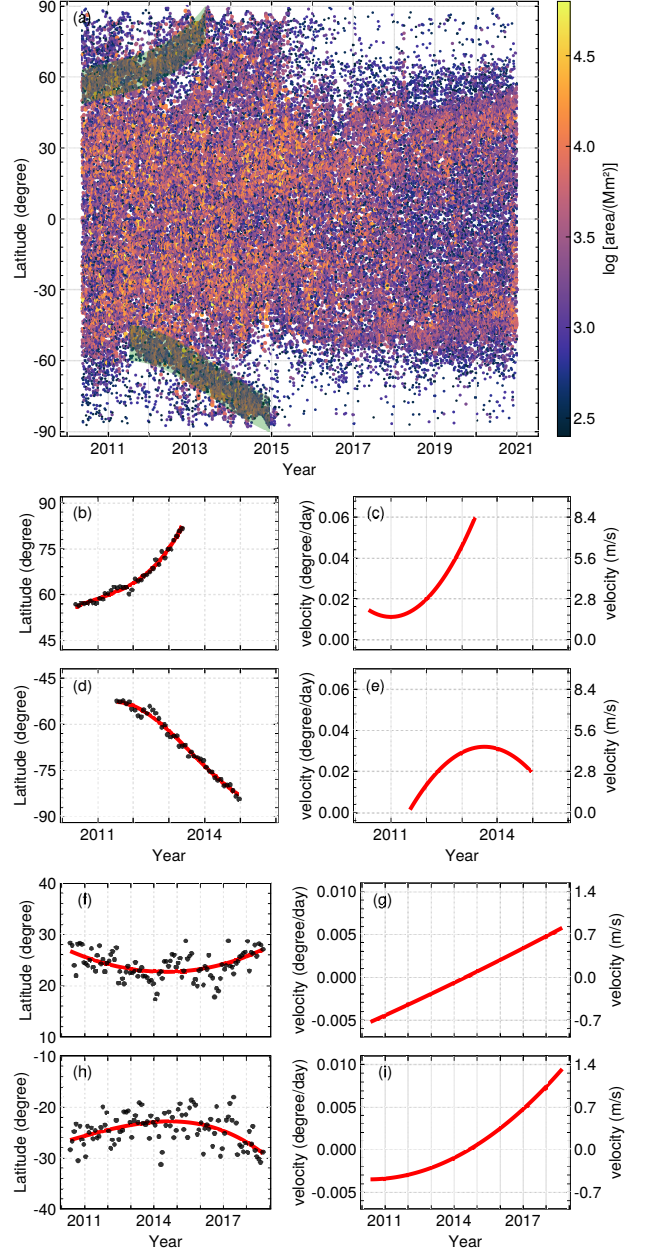 (a)
90
60
30
0
-30
-60
-90
Latitude (degree)
2011
2013
2015
2017
2019
2021
Year
4.5
4.0
3.5
3.0
2.5
log [area/(Mm²)]
(b)
90
75
60
45
Latitude (degree)
(c)
0.06
0.04
0.02
0.00
velocity (degree/day)
8.4
5.6
2.8
0.0
velocity (m/s)
(d)
-45
-60
-75
-90
Latitude (degree)
2011
2014
Year
(e)
0.06
0.04
0.02
0.00
velocity (degree/day)
8.4
5.6
2.8
0.0
velocity (m/s)
2011
2014
Year
(f)
40
30
20
10
Latitude (degree)
(g)
0.010
0.005
0.000
-0.005
velocity (degree/day)
1.4
0.7
0.0
-0.7
velocity (m/s)
(h)
-10
-20
-30
-40
Latitude (degree)
2011
2014
2017
Year
(i)
0.010
0.005
0.000
-0.005
velocity (degree/day)
1.4
0.7
0.0
-0.7
velocity (m/s)
2011
2014
2017
Year